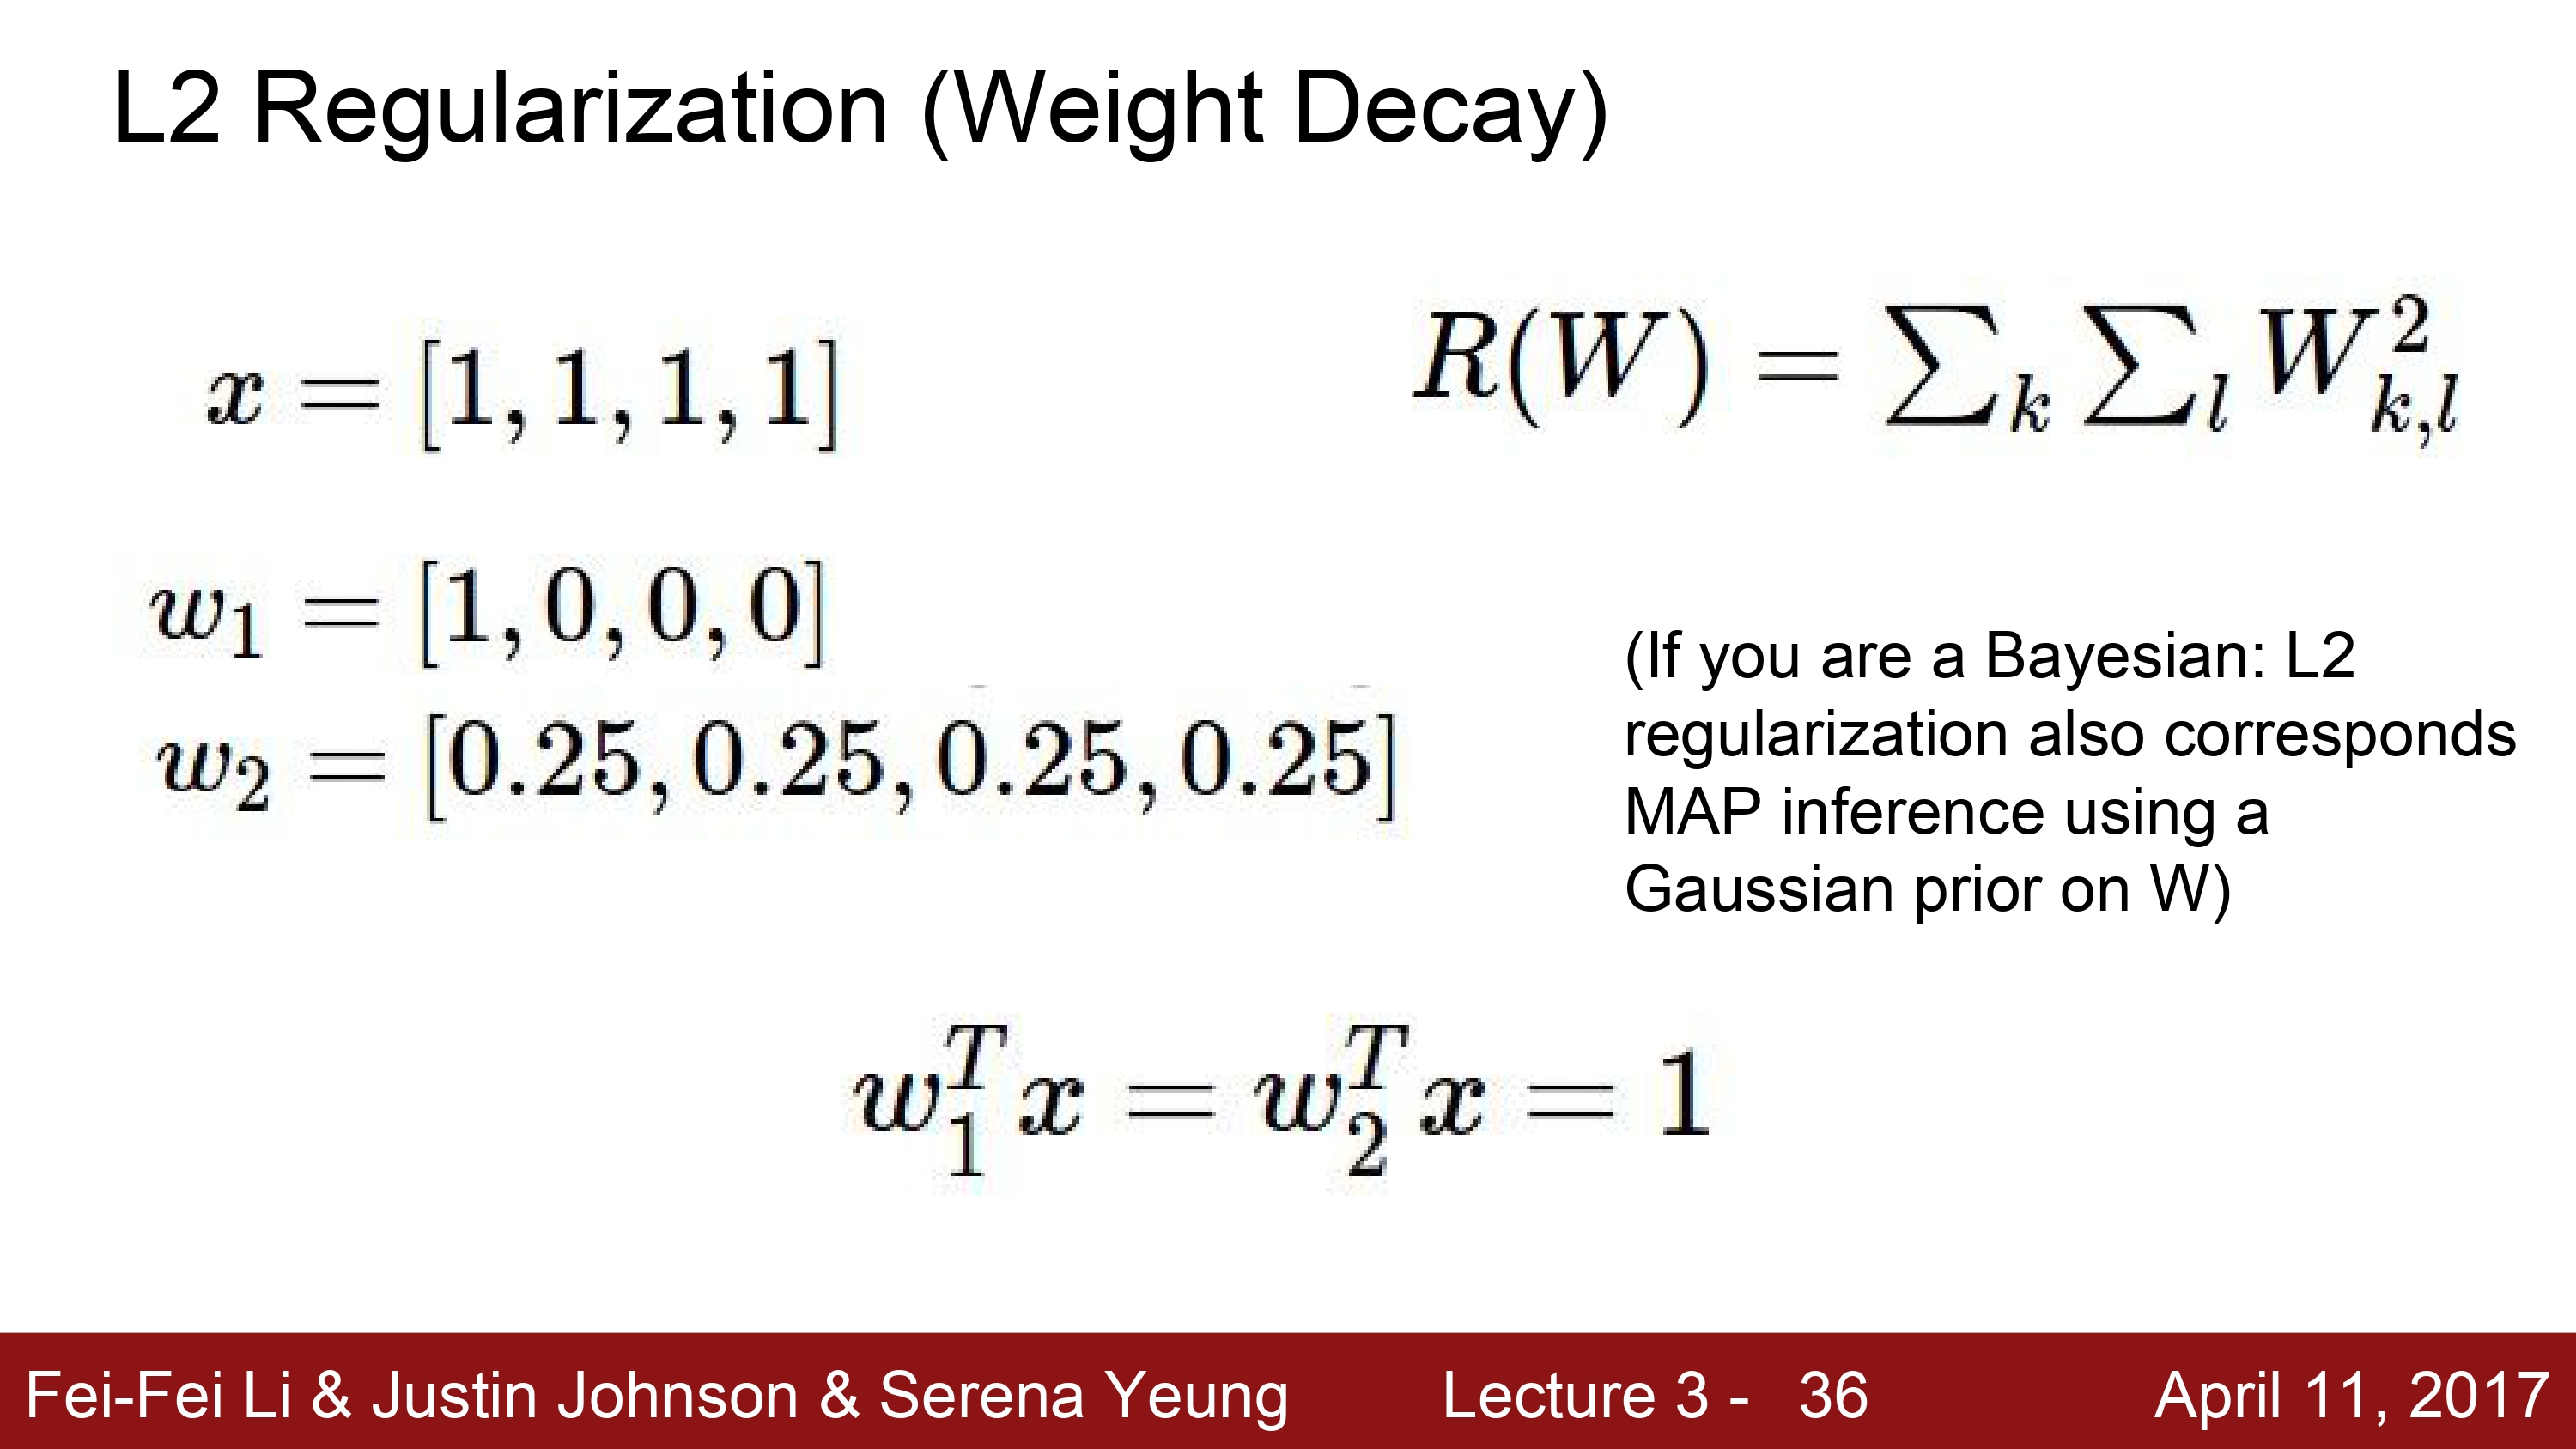 L2 Regularization (Weight Decay)
x = [1, 1, 1, 1]
R(W) = ∑_k ∑_l W_{k,l}^2
w_1 = [1, 0, 0, 0]
w_2 = [0.25, 0.25, 0.25, 0.25]
(If you are a Bayesian: L2
regularization also corresponds
MAP inference using a
Gaussian prior on W)
w_1^T x = w_2^T x = 1
Fei-Fei Li & Justin Johnson & Serena Yeung Lecture 3 - 36 April 11, 2017